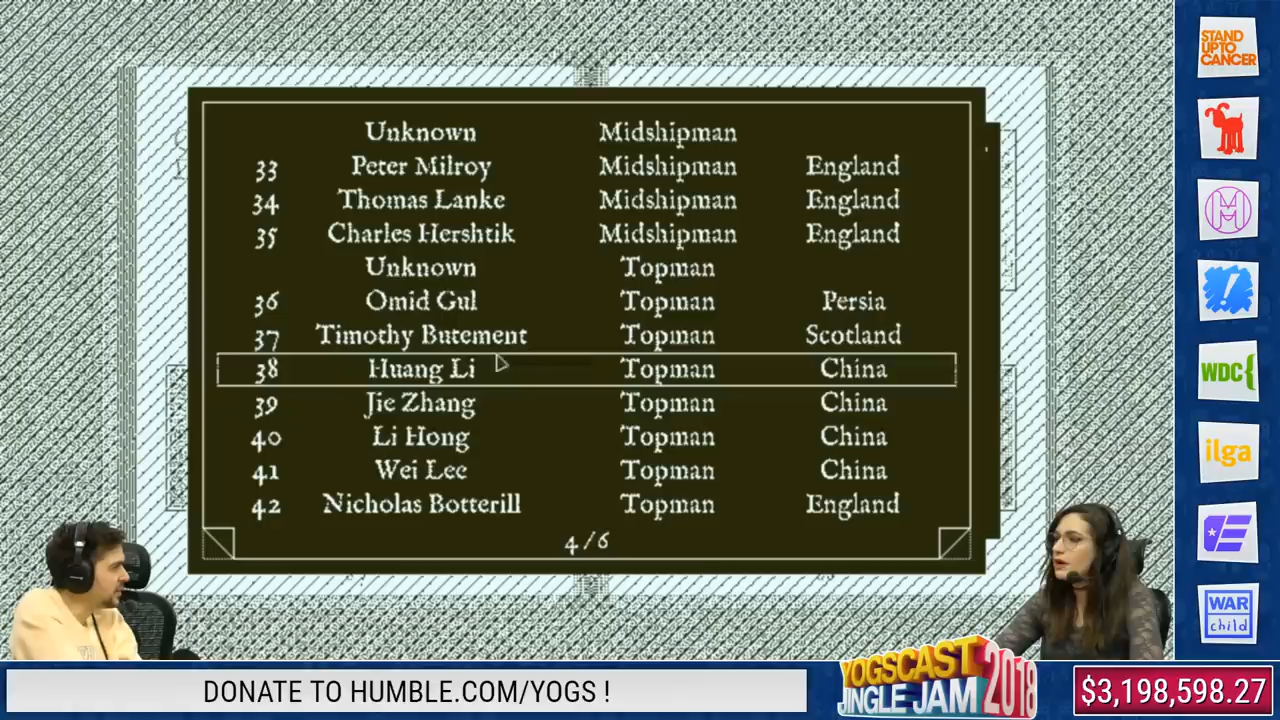 Unknown Midshipman
33 Peter Milroy Midshipman England
34 Thomas Lanke Midshipman England
35 Charles Hershtik Midshipman England
Unknown Topman
36 Omid Gul Topman Persia
37 Timothy Butement Topman Scotland
38 Huang Li Topman China
39 Jie Zhang Topman China
40 Li Hong Topman China
41 Wei Lee Topman China
42 Nicholas Botterill Topman England
4/6
STAND
UP TO
CANCER
M
!
WDC
ilga
E
WAR
child
DONATE TO HUMBLE.COM/YOGS !
YOGSCAST
JINGLE JAM 2018
$3,198,598.27